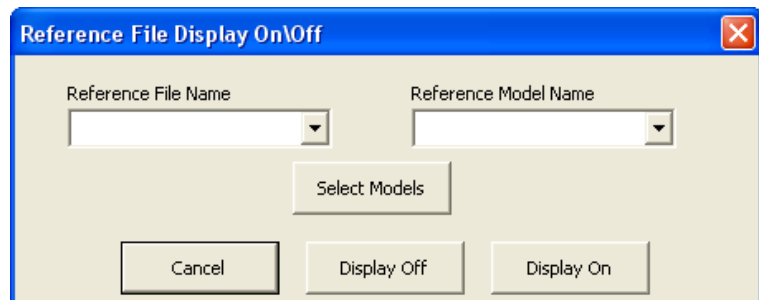 Reference File Display On\Off
Reference File Name Reference Model Name
Select Models
Cancel Display Off Display On